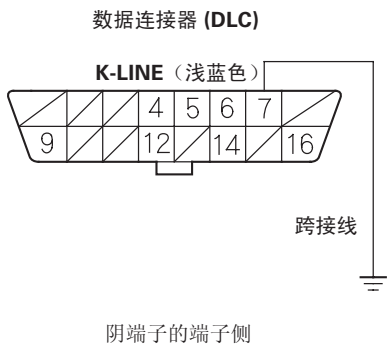 数据连接器 (DLC)
K-LINE（浅蓝色）
4 5 6 7
9 12 14 16
跨接线
阴端子的端子侧